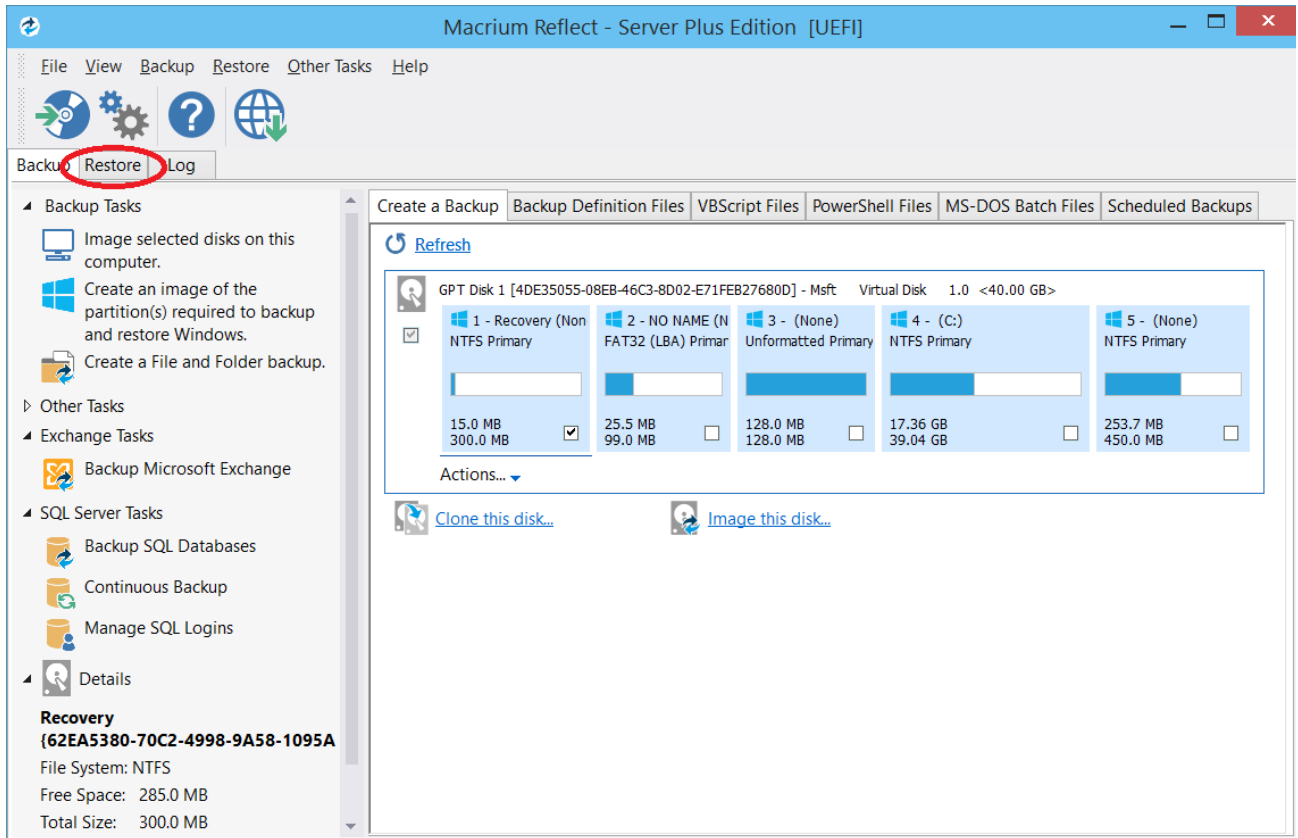 Macrium Reflect - Server Plus Edition [UEFI]
File View Backup Restore Other Tasks Help
Backup Restore Log
Backup Tasks
Image selected disks on this
computer.
Create an image of the
partition(s) required to backup
and restore Windows.
Create a File and Folder backup.
Other Tasks
Exchange Tasks
Backup Microsoft Exchange
SQL Server Tasks
Backup SQL Databases
Continuous Backup
Manage SQL Logins
Details
Recovery
{62EA5380-70C2-4998-9A58-1095A
File System: NTFS
Free Space: 285.0 MB
Total Size: 300.0 MB
Create a Backup Backup Definition Files VBScript Files PowerShell Files MS-DOS Batch Files Scheduled Backups
Refresh
GPT Disk 1 [4DE35055-08EB-46C3-8D02-E71FEB27680D] - Msft Virtual Disk 1.0 <40.00 GB>
1 - Recovery (Non
NTFS Primary
15.0 MB
300.0 MB
2 - NO NAME (N
FAT32 (LBA) Primar
25.5 MB
99.0 MB
3 - (None)
Unformatted Primary
128.0 MB
128.0 MB
4 - (C:)
NTFS Primary
17.36 GB
39.04 GB
5 - (None)
NTFS Primary
253.7 MB
450.0 MB
Actions...
Clone this disk... Image this disk...